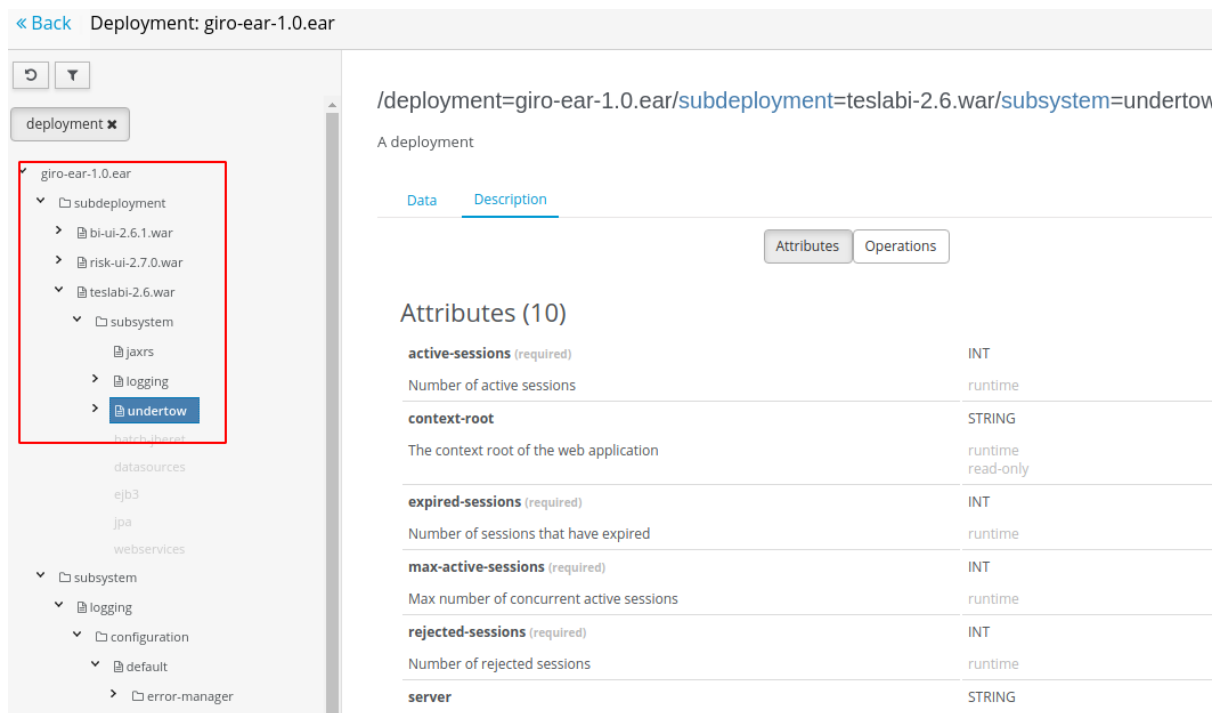 « Back Deployment: giro-ear-1.0.ear
deployment ✖
giro-ear-1.0.ear
subdeployment
bi-ui-2.6.1.war
risk-ui-2.7.0.war
teslabi-2.6.war
subsystem
jaxrs
logging
undertow
batch-jberet
datasources
ejb3
jpa
webservices
subsystem
logging
configuration
default
error-manager
/deployment=giro-ear-1.0.ear/subdeployment=teslabi-2.6.war/subsystem=undertow
A deployment
Data Description
Attributes Operations
Attributes (10)
active-sessions (required) INT
Number of active sessions runtime
context-root STRING
The context root of the web application runtime
read-only
expired-sessions (required) INT
Number of sessions that have expired runtime
max-active-sessions (required) INT
Max number of concurrent active sessions runtime
rejected-sessions (required) INT
Number of rejected sessions runtime
server STRING